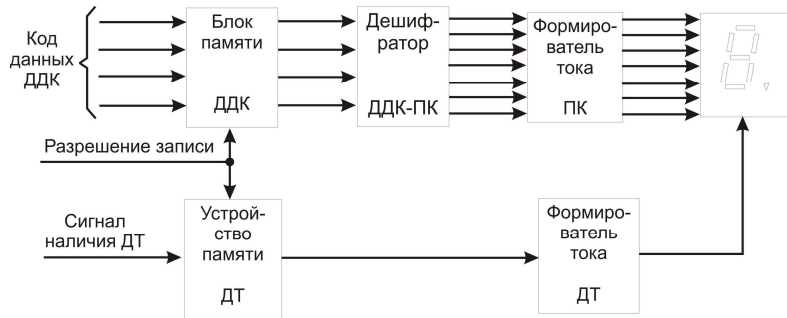 Код
данных
ДДК
Блок
памяти
ДДК
Дешиф-
ратор
ДДК-ПК
Формиро-
ватель
тока
ПК
Разрешение записи
Сигнал
наличия ДТ
Устрой-
ство
памяти
ДТ
Формиро-
ватель
тока
ДТ